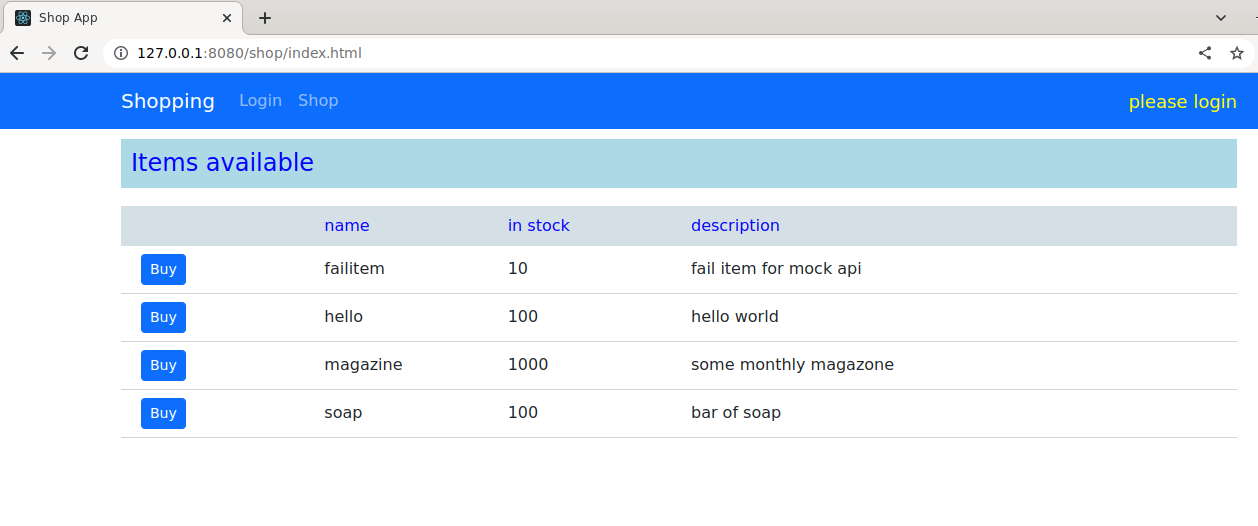 Shop App
127.0.0.1:8080/shop/index.html
Shopping Login Shop please login
Items available
name in stock description
Buy failitem 10 fail item for mock api
Buy hello 100 hello world
Buy magazine 1000 some monthly magazone
Buy soap 100 bar of soap